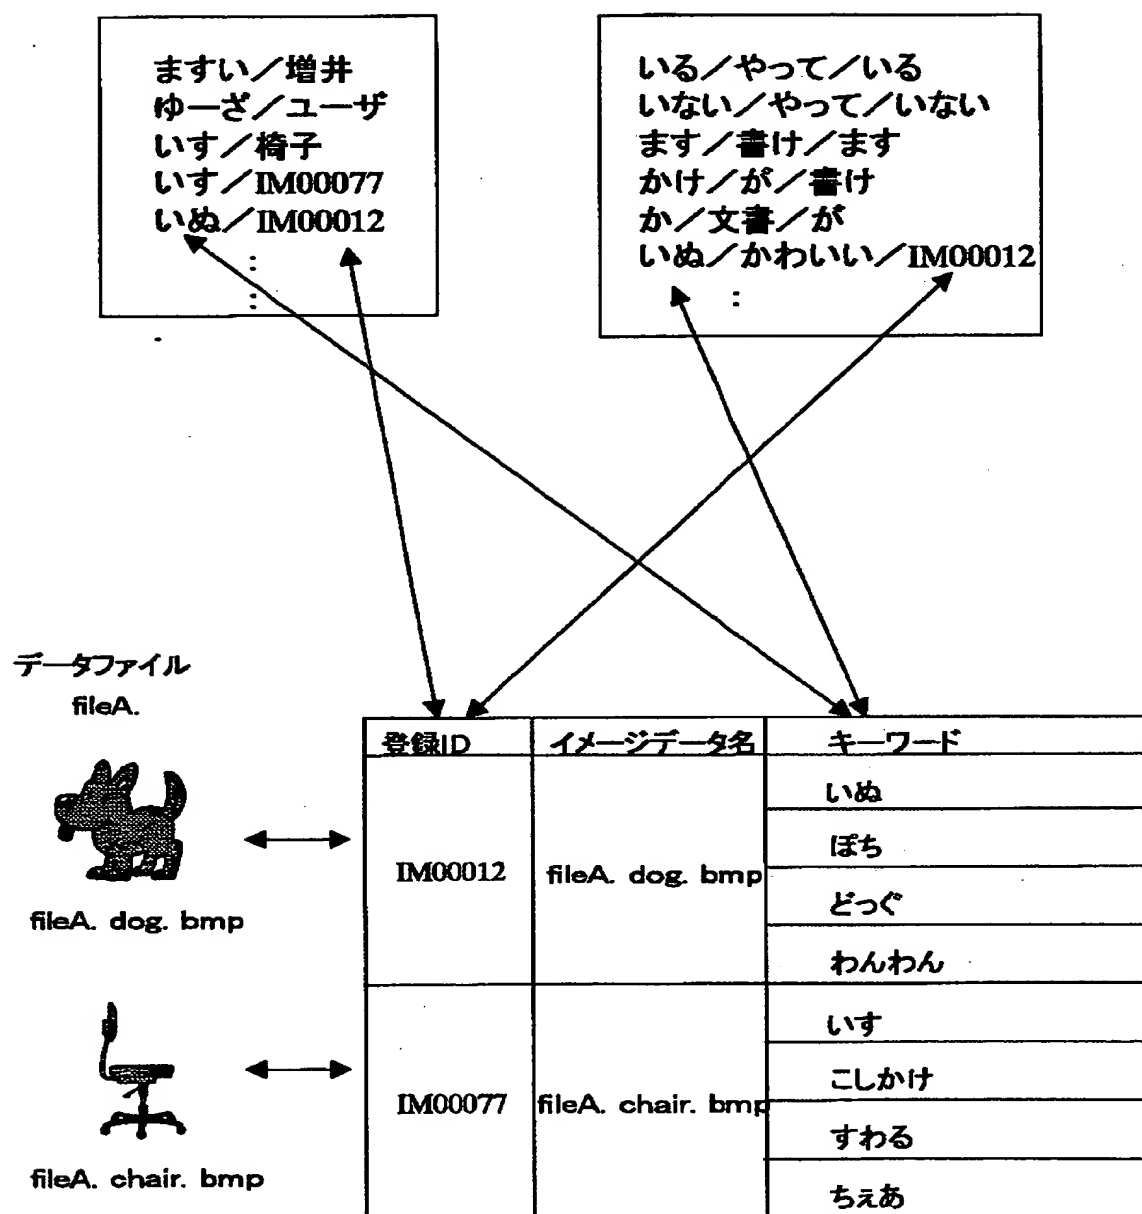 ますい／増井
ゆーざ／ユーザ
いす／椅子
いす／IM00077
いぬ／IM00012
:
:
いる／やって／いる
いない／やって／いない
ます／書け／ます
かけ／が／書け
か／文書／が
いぬ／かわいい／IM00012
:
データファイル
fileA.
fileA. dog. bmp
fileA. chair. bmp
登録ID イメージデータ名 キーワード
IM00012 fileA. dog. bmp
いぬ
ぽち
どっぐ
わんわん
IM00077 fileA. chair. bmp
いす
こしかけ
すわる
ちぇあ